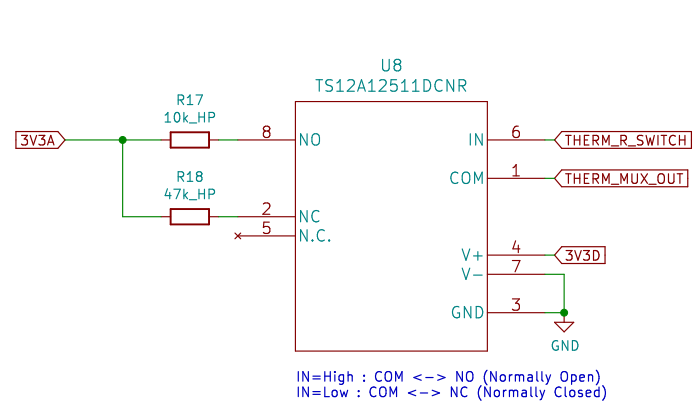 U8
TS12A12511DCNR
R17
10k_HP
3V3A
8
NO
IN
6
THERM_R_SWITCH
R18
47k_HP
COM
1
THERM_MUX_OUT
2
NC
5
N.C.
V+
4
3V3D
V-
7
GND
3
GND
IN=High : COM <-> NO (Normally Open)
IN=Low : COM <-> NC (Normally Closed)